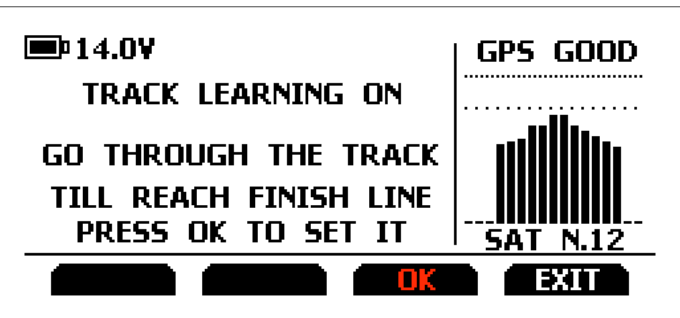 14.0V
TRACK LEARNING ON
GO THROUGH THE TRACK
TILL REACH FINISH LINE
PRESS OK TO SET IT
GPS GOOD
SAT N.12
OK
EXIT